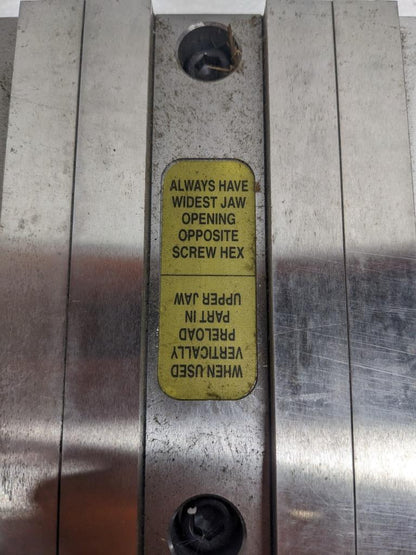 ALWAYS HAVE
WIDEST JAW
OPENING
OPPOSITE
SCREW HEX
WHEN USED
VERTICALLY
PRELOAD
PART IN
UPPER JAW